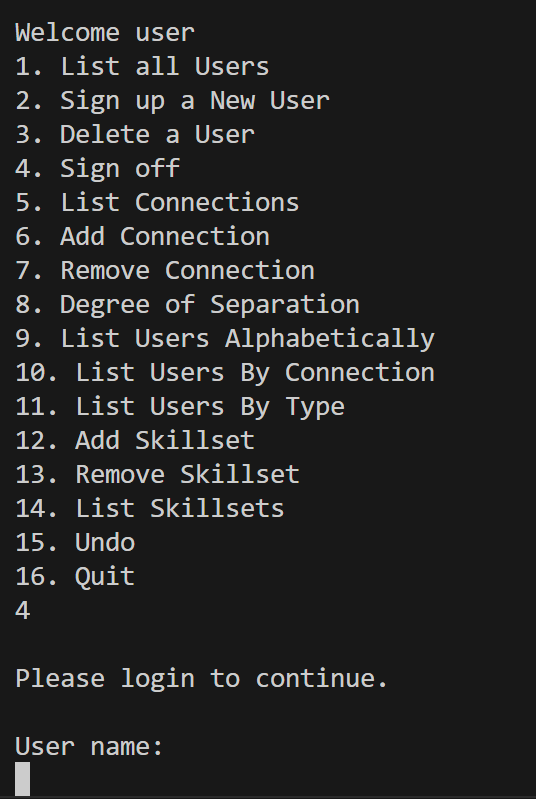 Welcome user
1. List all Users
2. Sign up a New User
3. Delete a User
4. Sign off
5. List Connections
6. Add Connection
7. Remove Connection
8. Degree of Separation
9. List Users Alphabetically
10. List Users By Connection
11. List Users By Type
12. Add Skillset
13. Remove Skillset
14. List Skillsets
15. Undo
16. Quit
4
Please login to continue.
User name: